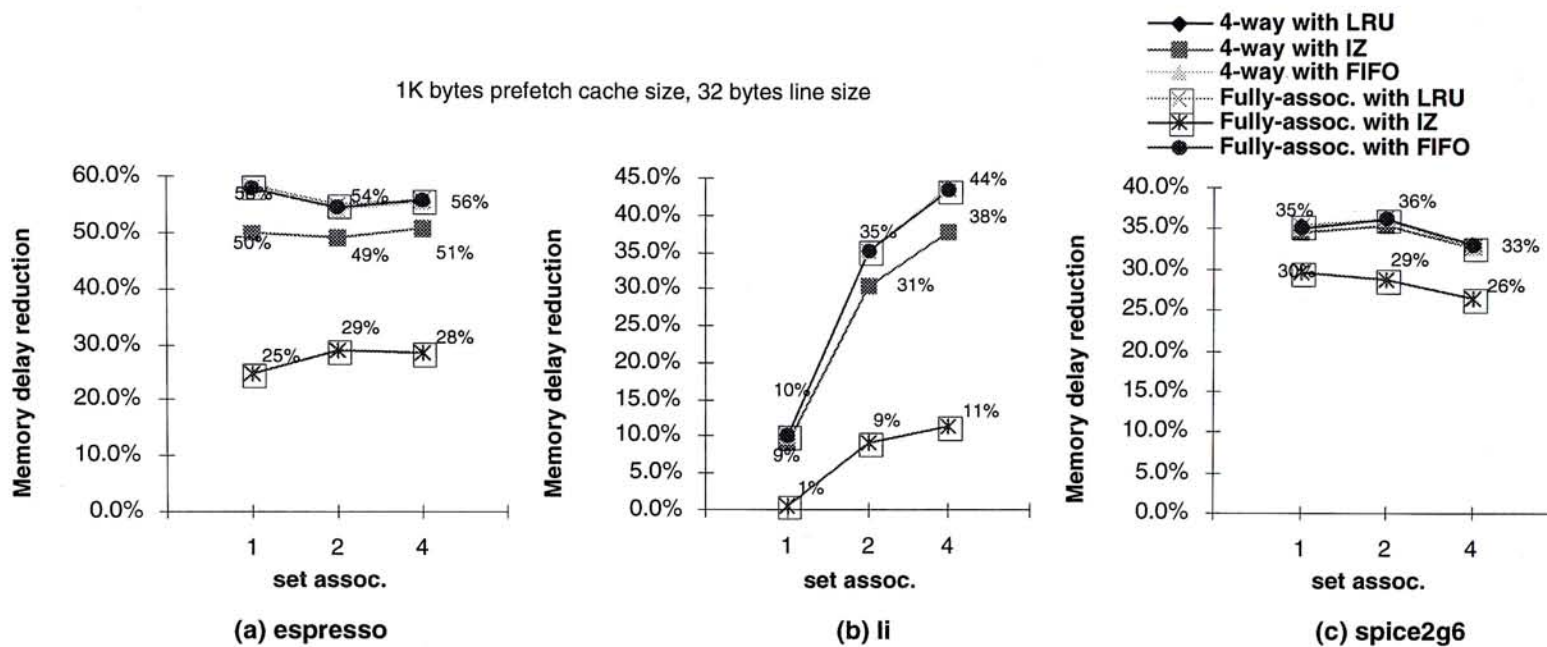 4-way with LRU
4-way with IZ
4-way with FIFO
Fully-assoc. with LRU
Fully-assoc. with IZ
Fully-assoc. with FIFO
1K bytes prefetch cache size, 32 bytes line size
Memory delay reduction
60.0%
50.0%
40.0%
30.0%
20.0%
10.0%
0.0%
54%
56%
50%
49%
51%
25%
29%
28%
1 2 4
set assoc.
(a) espresso
Memory delay reduction
45.0%
40.0%
35.0%
30.0%
25.0%
20.0%
15.0%
10.0%
5.0%
0.0%
44%
38%
35%
31%
10%
9%
9%
11%
1%
1 2 4
set assoc.
(b) li
Memory delay reduction
40.0%
35.0%
30.0%
25.0%
20.0%
15.0%
10.0%
5.0%
0.0%
35%
36%
33%
30%
29%
26%
1 2 4
set assoc.
(c) spice2g6